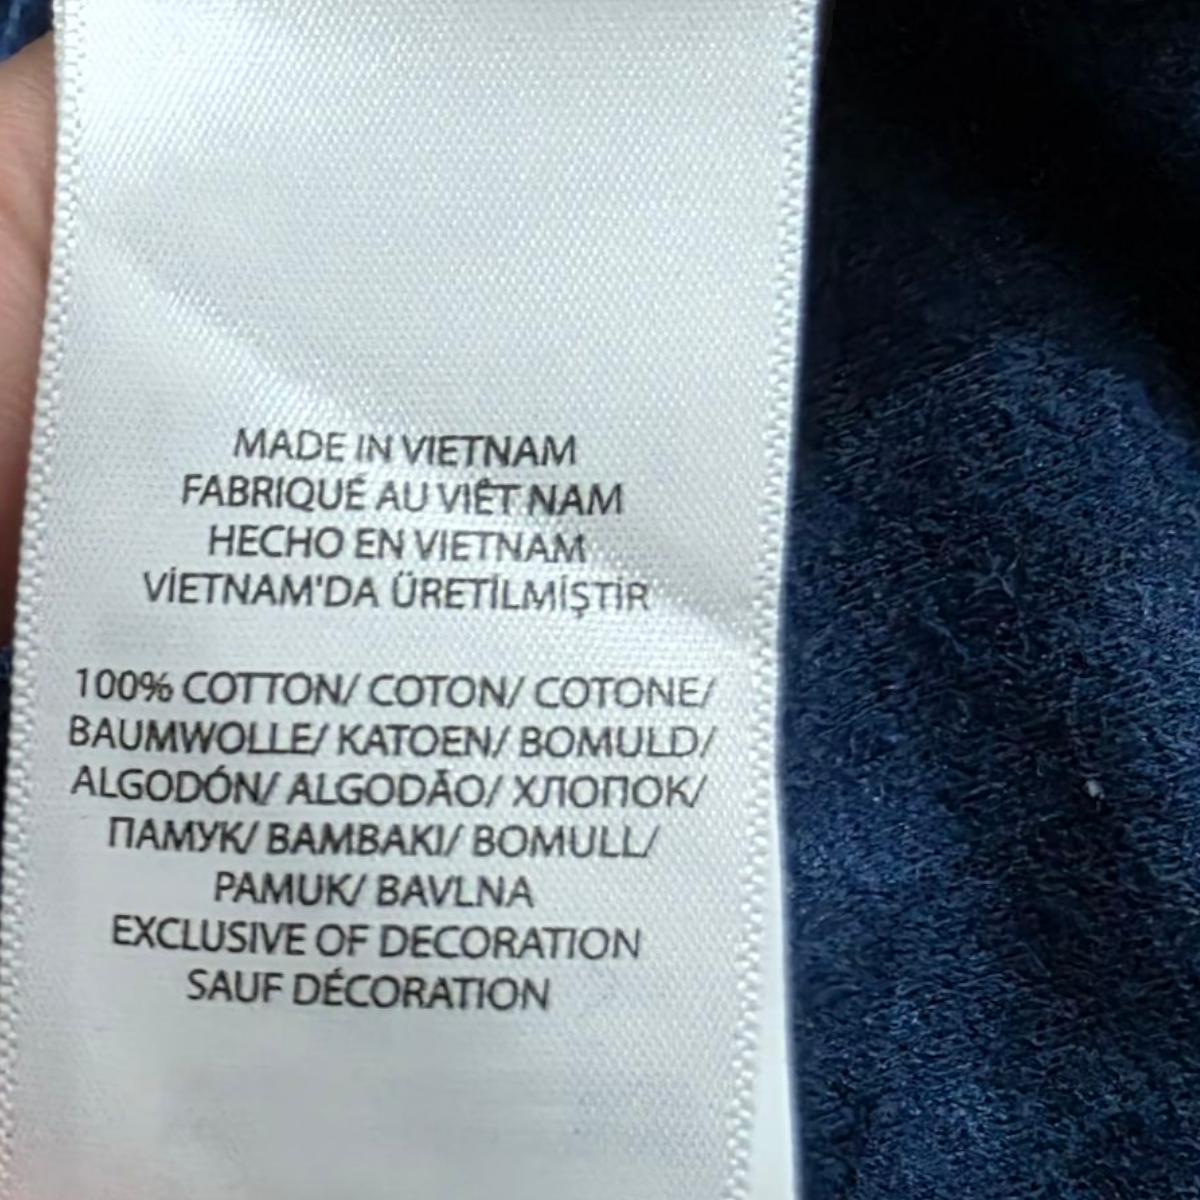 MADE IN VIETNAM
FABRIQUÉ AU VIÊT NAM
HECHO EN VIETNAM
VİETNAM'DA ÜRETİLMİŞTİR
100% COTTON/ COTON/ COTONE/
BAUMWOLLE/ KATOEN/ BOMULD/
ALGODÓN/ ALGODÃO/ ХЛОПОК/
ПАМУК/ BAMBAKI/ BOMULL/
PAMUK/ BAVLNA
EXCLUSIVE OF DECORATION
SAUF DÉCORATION